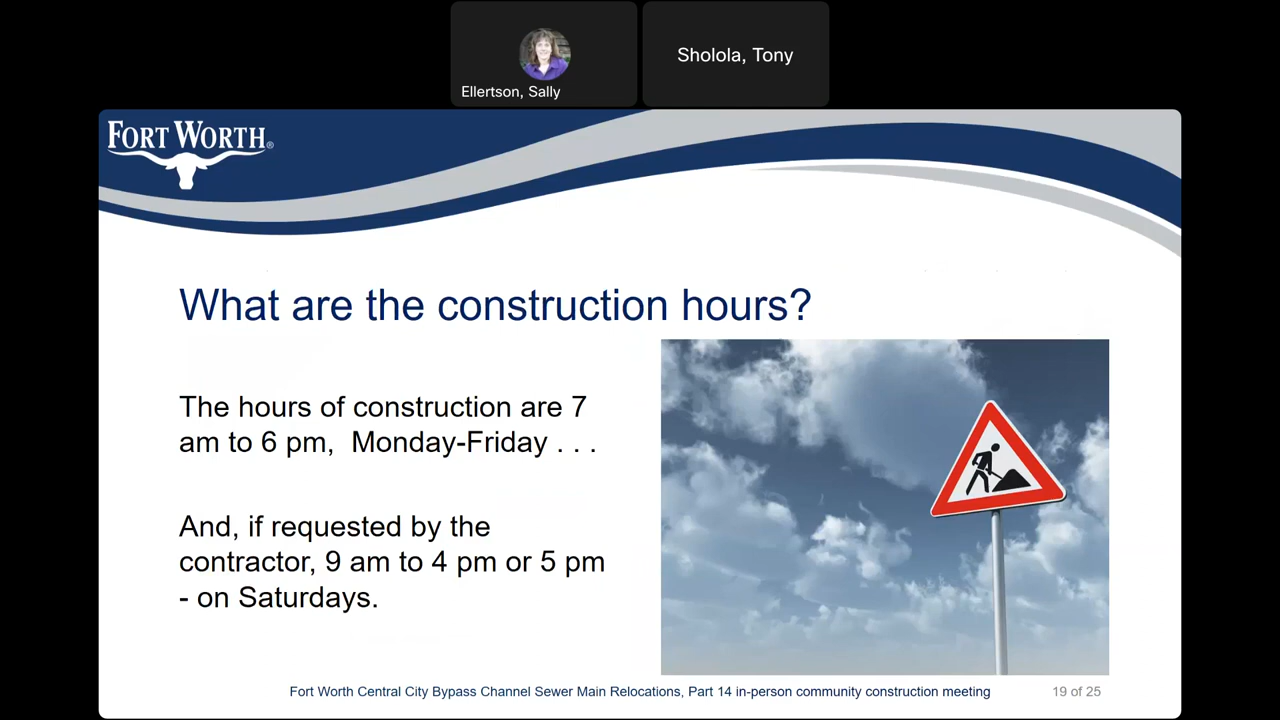 Ellertson, Sally
Sholola, Tony
FORT WORTH®
What are the construction hours?
The hours of construction are 7
am to 6 pm,  Monday-Friday . . .
And, if requested by the
contractor, 9 am to 4 pm or 5 pm
- on Saturdays.
Fort Worth Central City Bypass Channel Sewer Main Relocations, Part 14 in-person community construction meeting
19 of 25